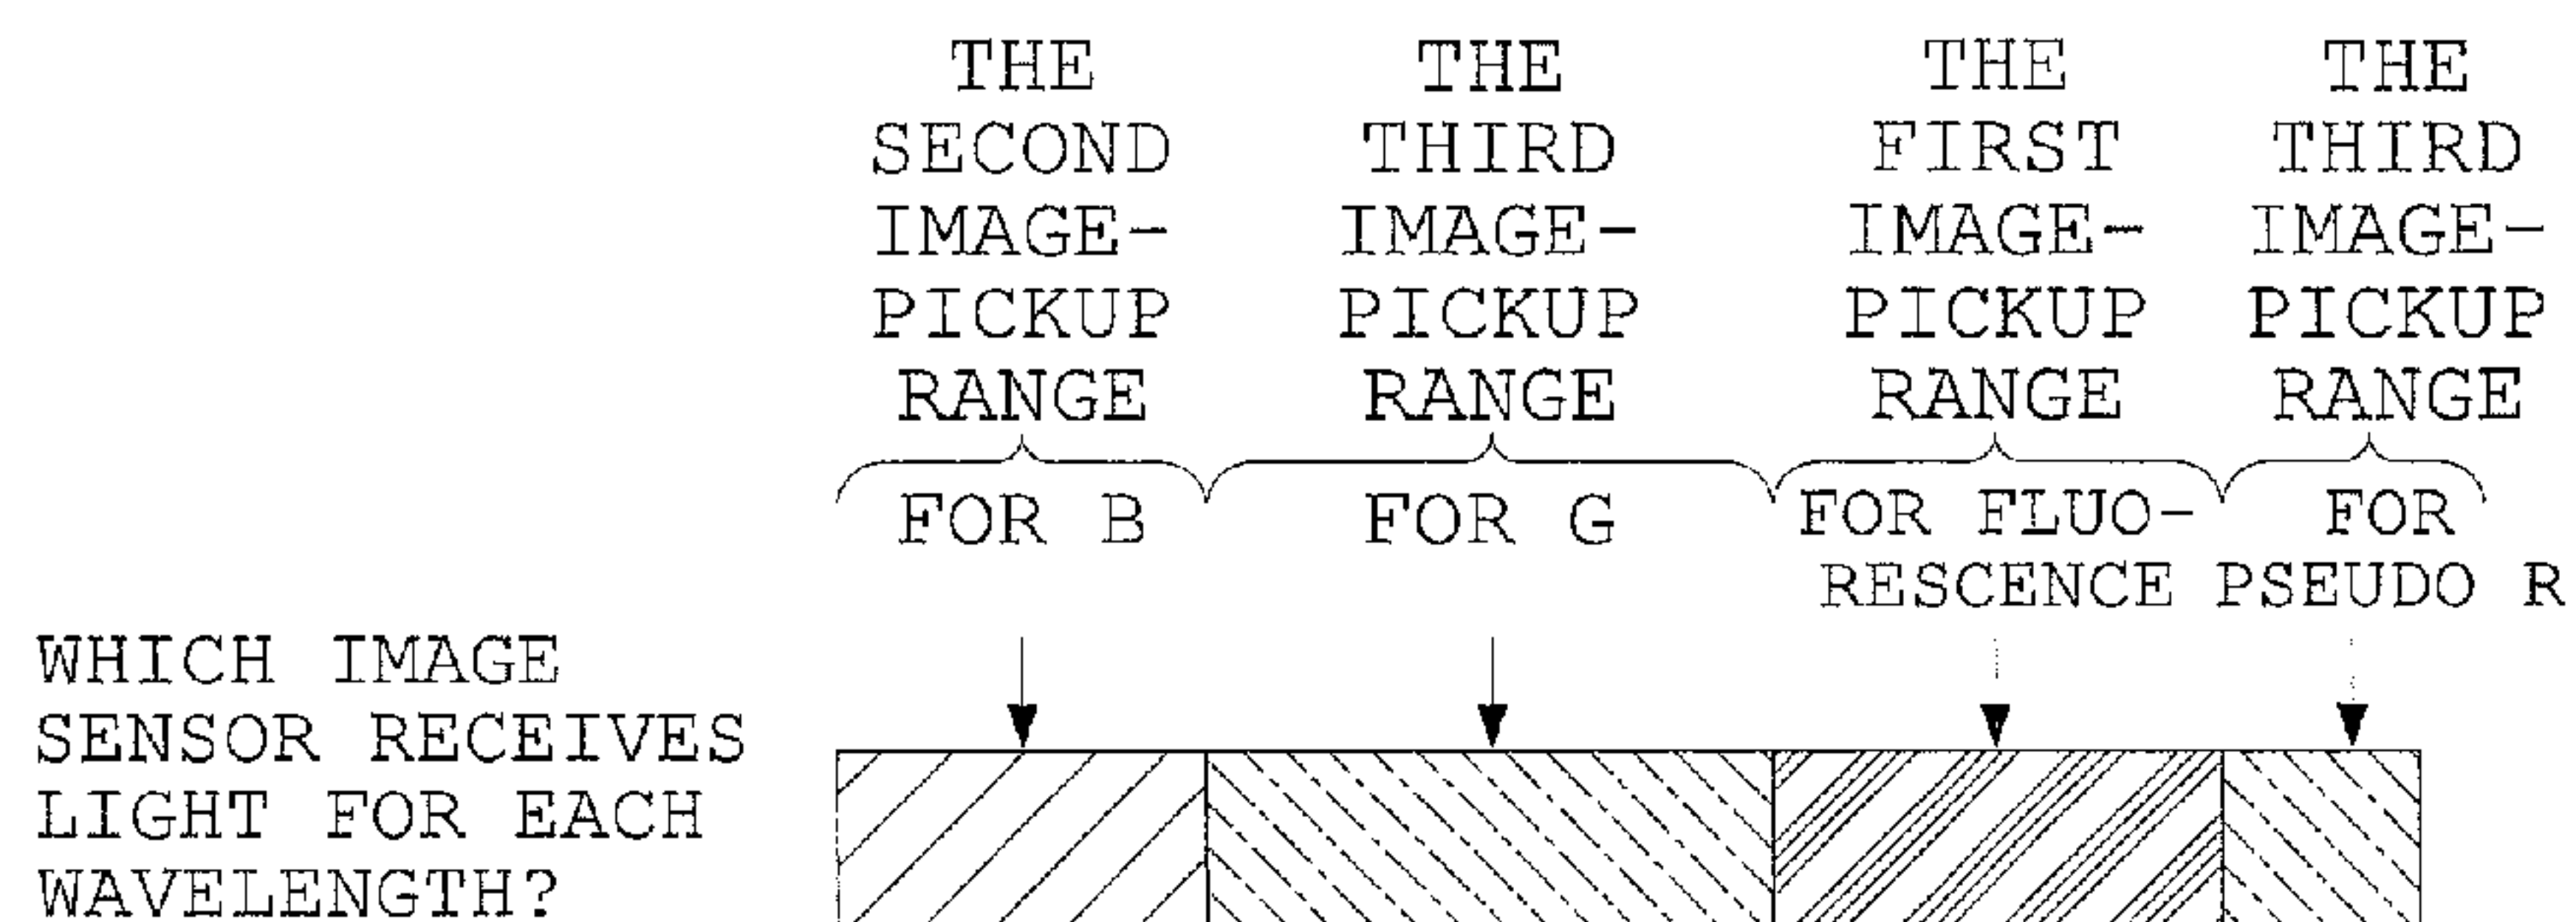 THE
SECOND
IMAGE-
PICKUP
RANGE
FOR B
THE
THIRD
IMAGE-
PICKUP
RANGE
FOR G
THE
FIRST
IMAGE-
PICKUP
RANGE
FOR FLUO-
RESCENCE
THE
THIRD
IMAGE-
PICKUP
RANGE
FOR
PSEUDO R
WHICH IMAGE
SENSOR RECEIVES
LIGHT FOR EACH
WAVELENGTH?